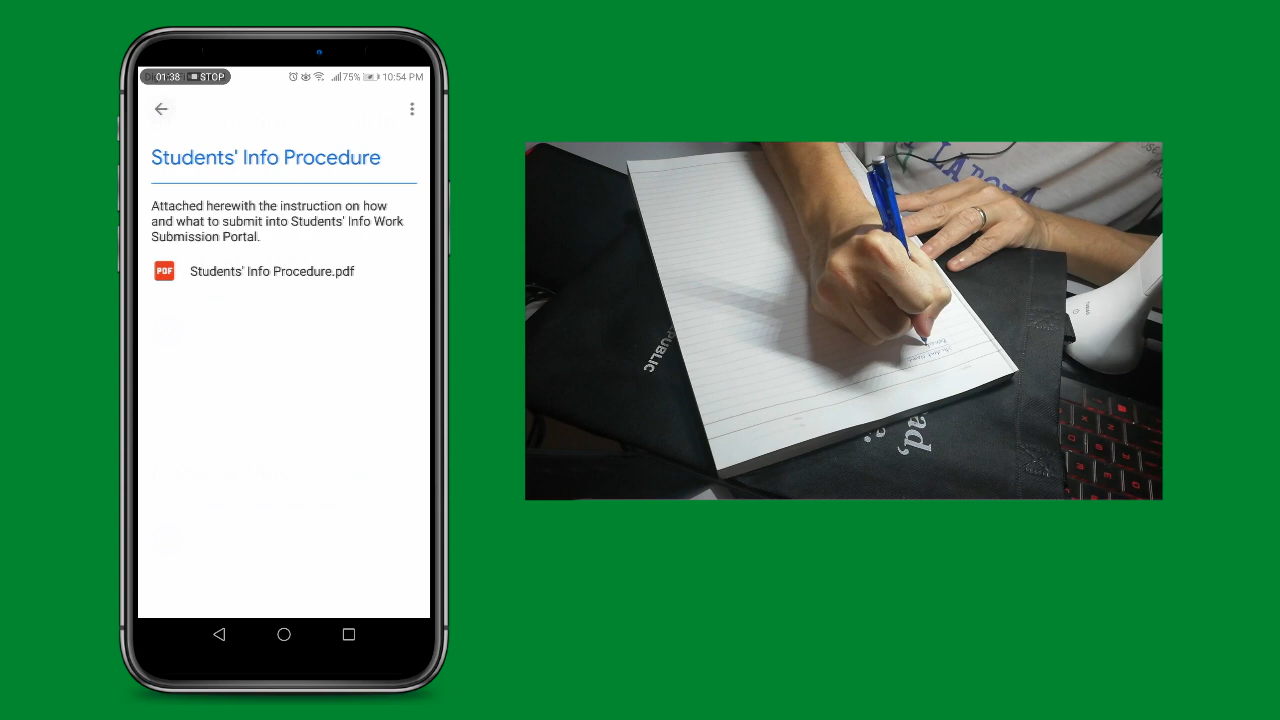 01:38 STOP
75% 10:54 PM
Students' Info Procedure
Attached herewith the instruction on how
and what to submit into Students' Info Work
Submission Portal.
PDF Students' Info Procedure.pdf
PUBLIC
ad,
a.